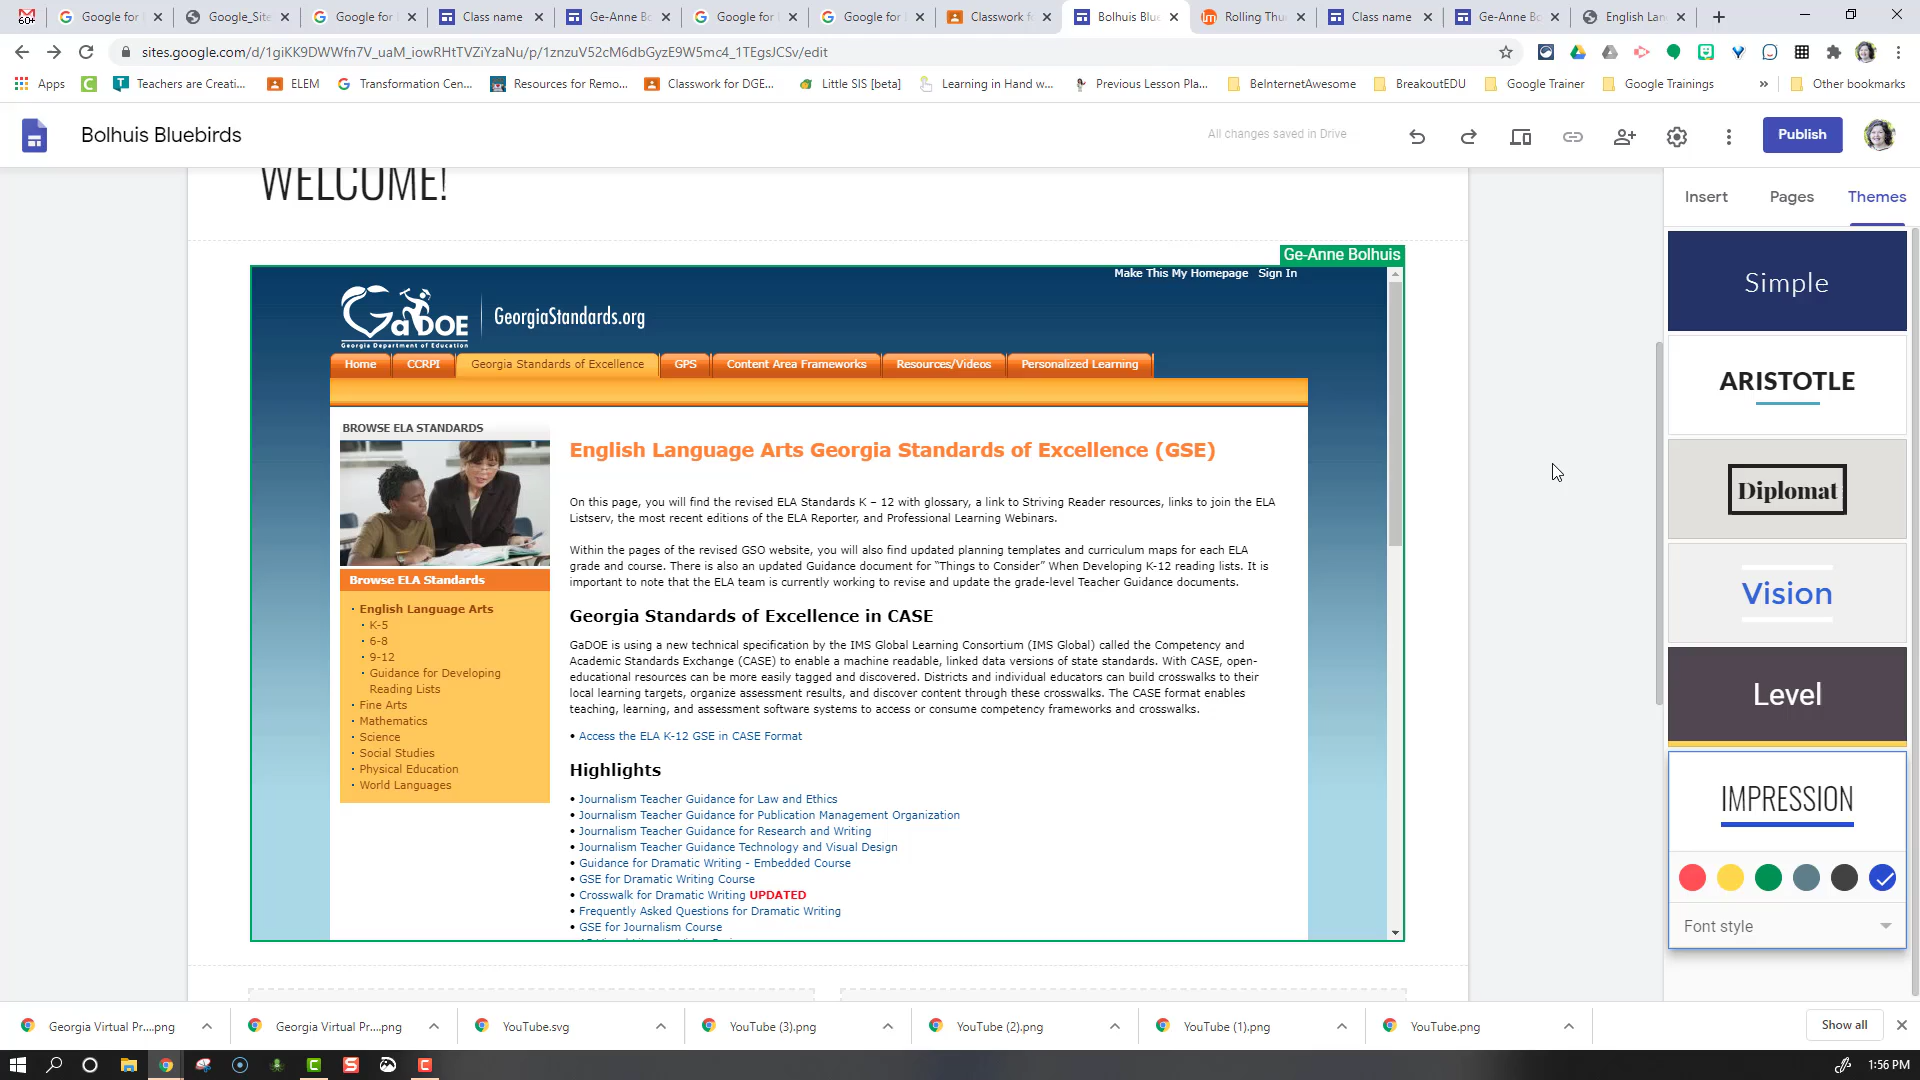 60+
Google for
Google_Site
Google for
Class name
Ge-Anne Bo
Google for
Google for
Classwork fo
Bolhuis Blue
Rolling Thu
Class name
Ge-Anne Bo
English Lan
sites.google.com/d/1giKK9DWWfn7V_uaM_iowRHtTVZiYzaNu/p/1znzuV52cM6dbGyzE9W5mc4_1TEgsJCSv/edit
Apps
Teachers are Creati...
ELEM
Transformation Cen...
Resources for Remo...
Classwork for DGE...
Little SIS [beta]
Learning in Hand w...
Previous Lesson Pla...
BeInternetAwesome
BreakoutEDU
Google Trainer
Google Trainings
Other bookmarks
Bolhuis Bluebirds
All changes saved in Drive
Publish
WELCOME!
Insert
Pages
Themes
Ge-Anne Bolhuis
Make This My Homepage Sign In
GaDOE
Georgia Department of Education
GeorgiaStandards.org
Home
CCRPI
Georgia Standards of Excellence
GPS
Content Area Frameworks
Resources/Videos
Personalized Learning
BROWSE ELA STANDARDS
Browse ELA Standards
English Language Arts
K-5
6-8
9-12
Guidance for Developing
Reading Lists
Fine Arts
Mathematics
Science
Social Studies
Physical Education
World Languages
English Language Arts Georgia Standards of Excellence (GSE)
On this page, you will find the revised ELA Standards K – 12 with glossary, a link to Striving Reader resources, links to join the ELA
Listserv, the most recent editions of the ELA Reporter, and Professional Learning Webinars.
Within the pages of the revised GSO website, you will also find updated planning templates and curriculum maps for each ELA
grade and course. There is also an updated Guidance document for “Things to Consider” When Developing K-12 reading lists. It is
important to note that the ELA team is currently working to revise and update the grade-level Teacher Guidance documents.
Georgia Standards of Excellence in CASE
GaDOE is using a new technical specification by the IMS Global Learning Consortium (IMS Global) called the Competency and
Academic Standards Exchange (CASE) to enable a machine readable, linked data versions of state standards. With CASE, open-
educational resources can be more easily tagged and discovered. Districts and individual educators can build crosswalks to their
local learning targets, organize assessment results, and discover content through these crosswalks. The CASE format enables
teaching, learning, and assessment software systems to access or consume competency frameworks and crosswalks.
• Access the ELA K-12 GSE in CASE Format
Highlights
• Journalism Teacher Guidance for Law and Ethics
• Journalism Teacher Guidance for Publication Management Organization
• Journalism Teacher Guidance for Research and Writing
• Journalism Teacher Guidance Technology and Visual Design
• Guidance for Dramatic Writing - Embedded Course
• GSE for Dramatic Writing Course
• Crosswalk for Dramatic Writing UPDATED
• Frequently Asked Questions for Dramatic Writing
• GSE for Journalism Course
Simple
ARISTOTLE
Diplomat
Vision
Level
IMPRESSION
Font style
Georgia Virtual Pr....png
Georgia Virtual Pr....png
YouTube.svg
YouTube (3).png
YouTube (2).png
YouTube (1).png
YouTube.png
Show all
1:56 PM